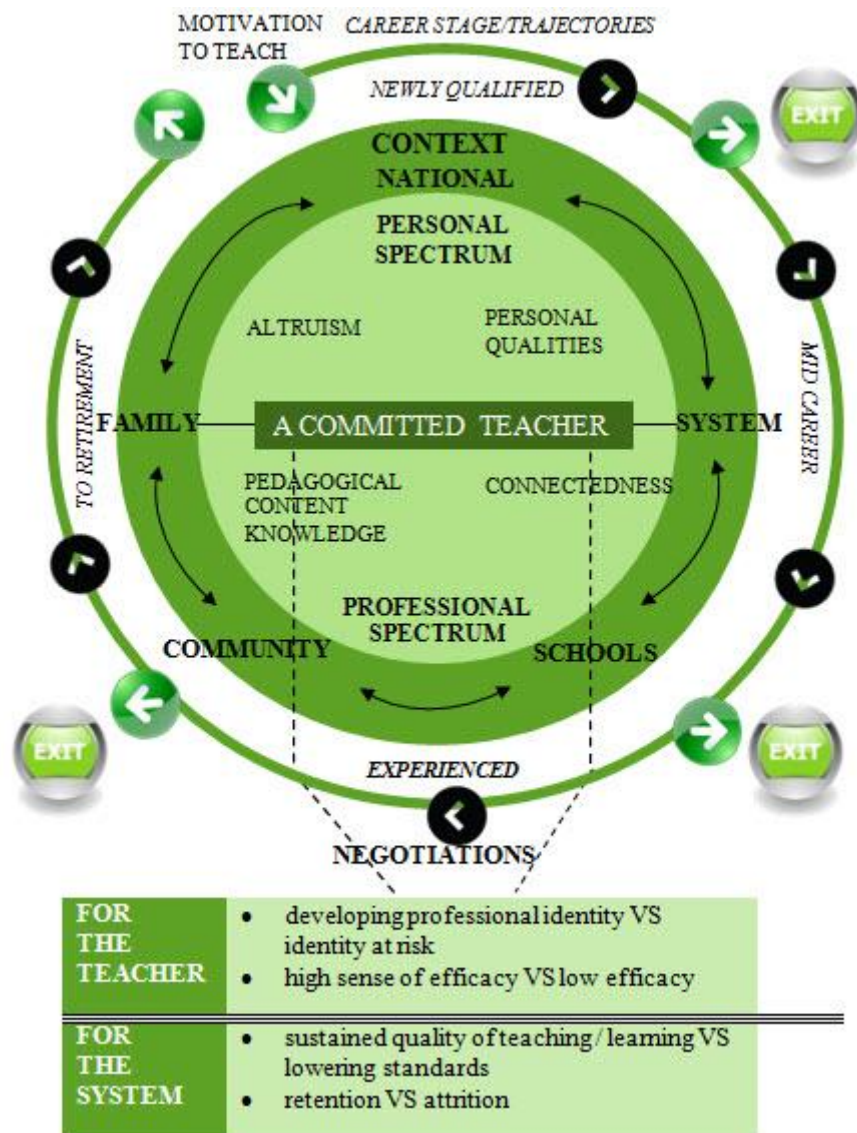 MOTIVATION
TO TEACH
CAREER STAGE/TRAJECTORIES
NEWLY QUALIFIED
EXIT
CONTEXT
NATIONAL
PERSONAL
SPECTRUM
ALTRUISM
PERSONAL
QUALITIES
TO RETIREMENT
MID CAREER
FAMILY
A COMMITTED TEACHER
SYSTEM
PEDAGOGICAL
CONTENT
KNOWLEDGE
CONNECTEDNESS
PROFESSIONAL
SPECTRUM
COMMUNITY
SCHOOLS
EXIT
EXIT
EXPERIENCED
NEGOTIATIONS
FOR
THE
TEACHER
• developing professional identity VS
identity at risk
• high sense of efficacy VS low efficacy
FOR
THE
SYSTEM
• sustained quality of teaching / learning VS
lowering standards
• retention VS attrition